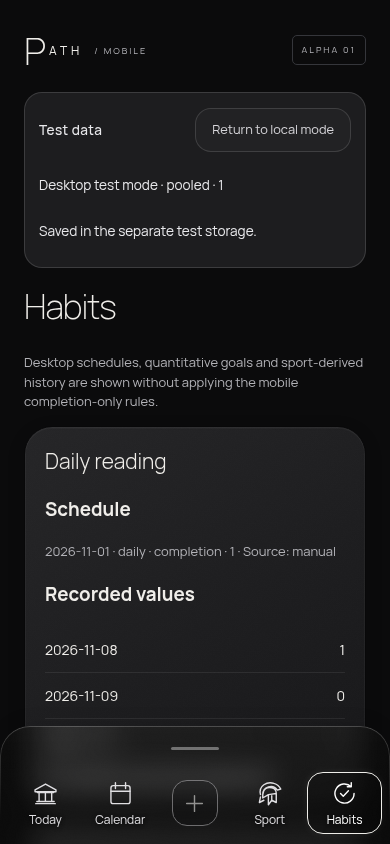 PATH / MOBILE
ALPHA 01
Test data
Return to local mode
Desktop test mode · pooled · 1
Saved in the separate test storage.
Habits
Desktop schedules, quantitative goals and sport-derived
history are shown without applying the mobile
completion-only rules.
Daily reading
Schedule
2026-11-01 · daily · completion · 1 · Source: manual
Recorded values
2026-11-08 1
2026-11-09 0
Today
Calendar
Sport
Habits